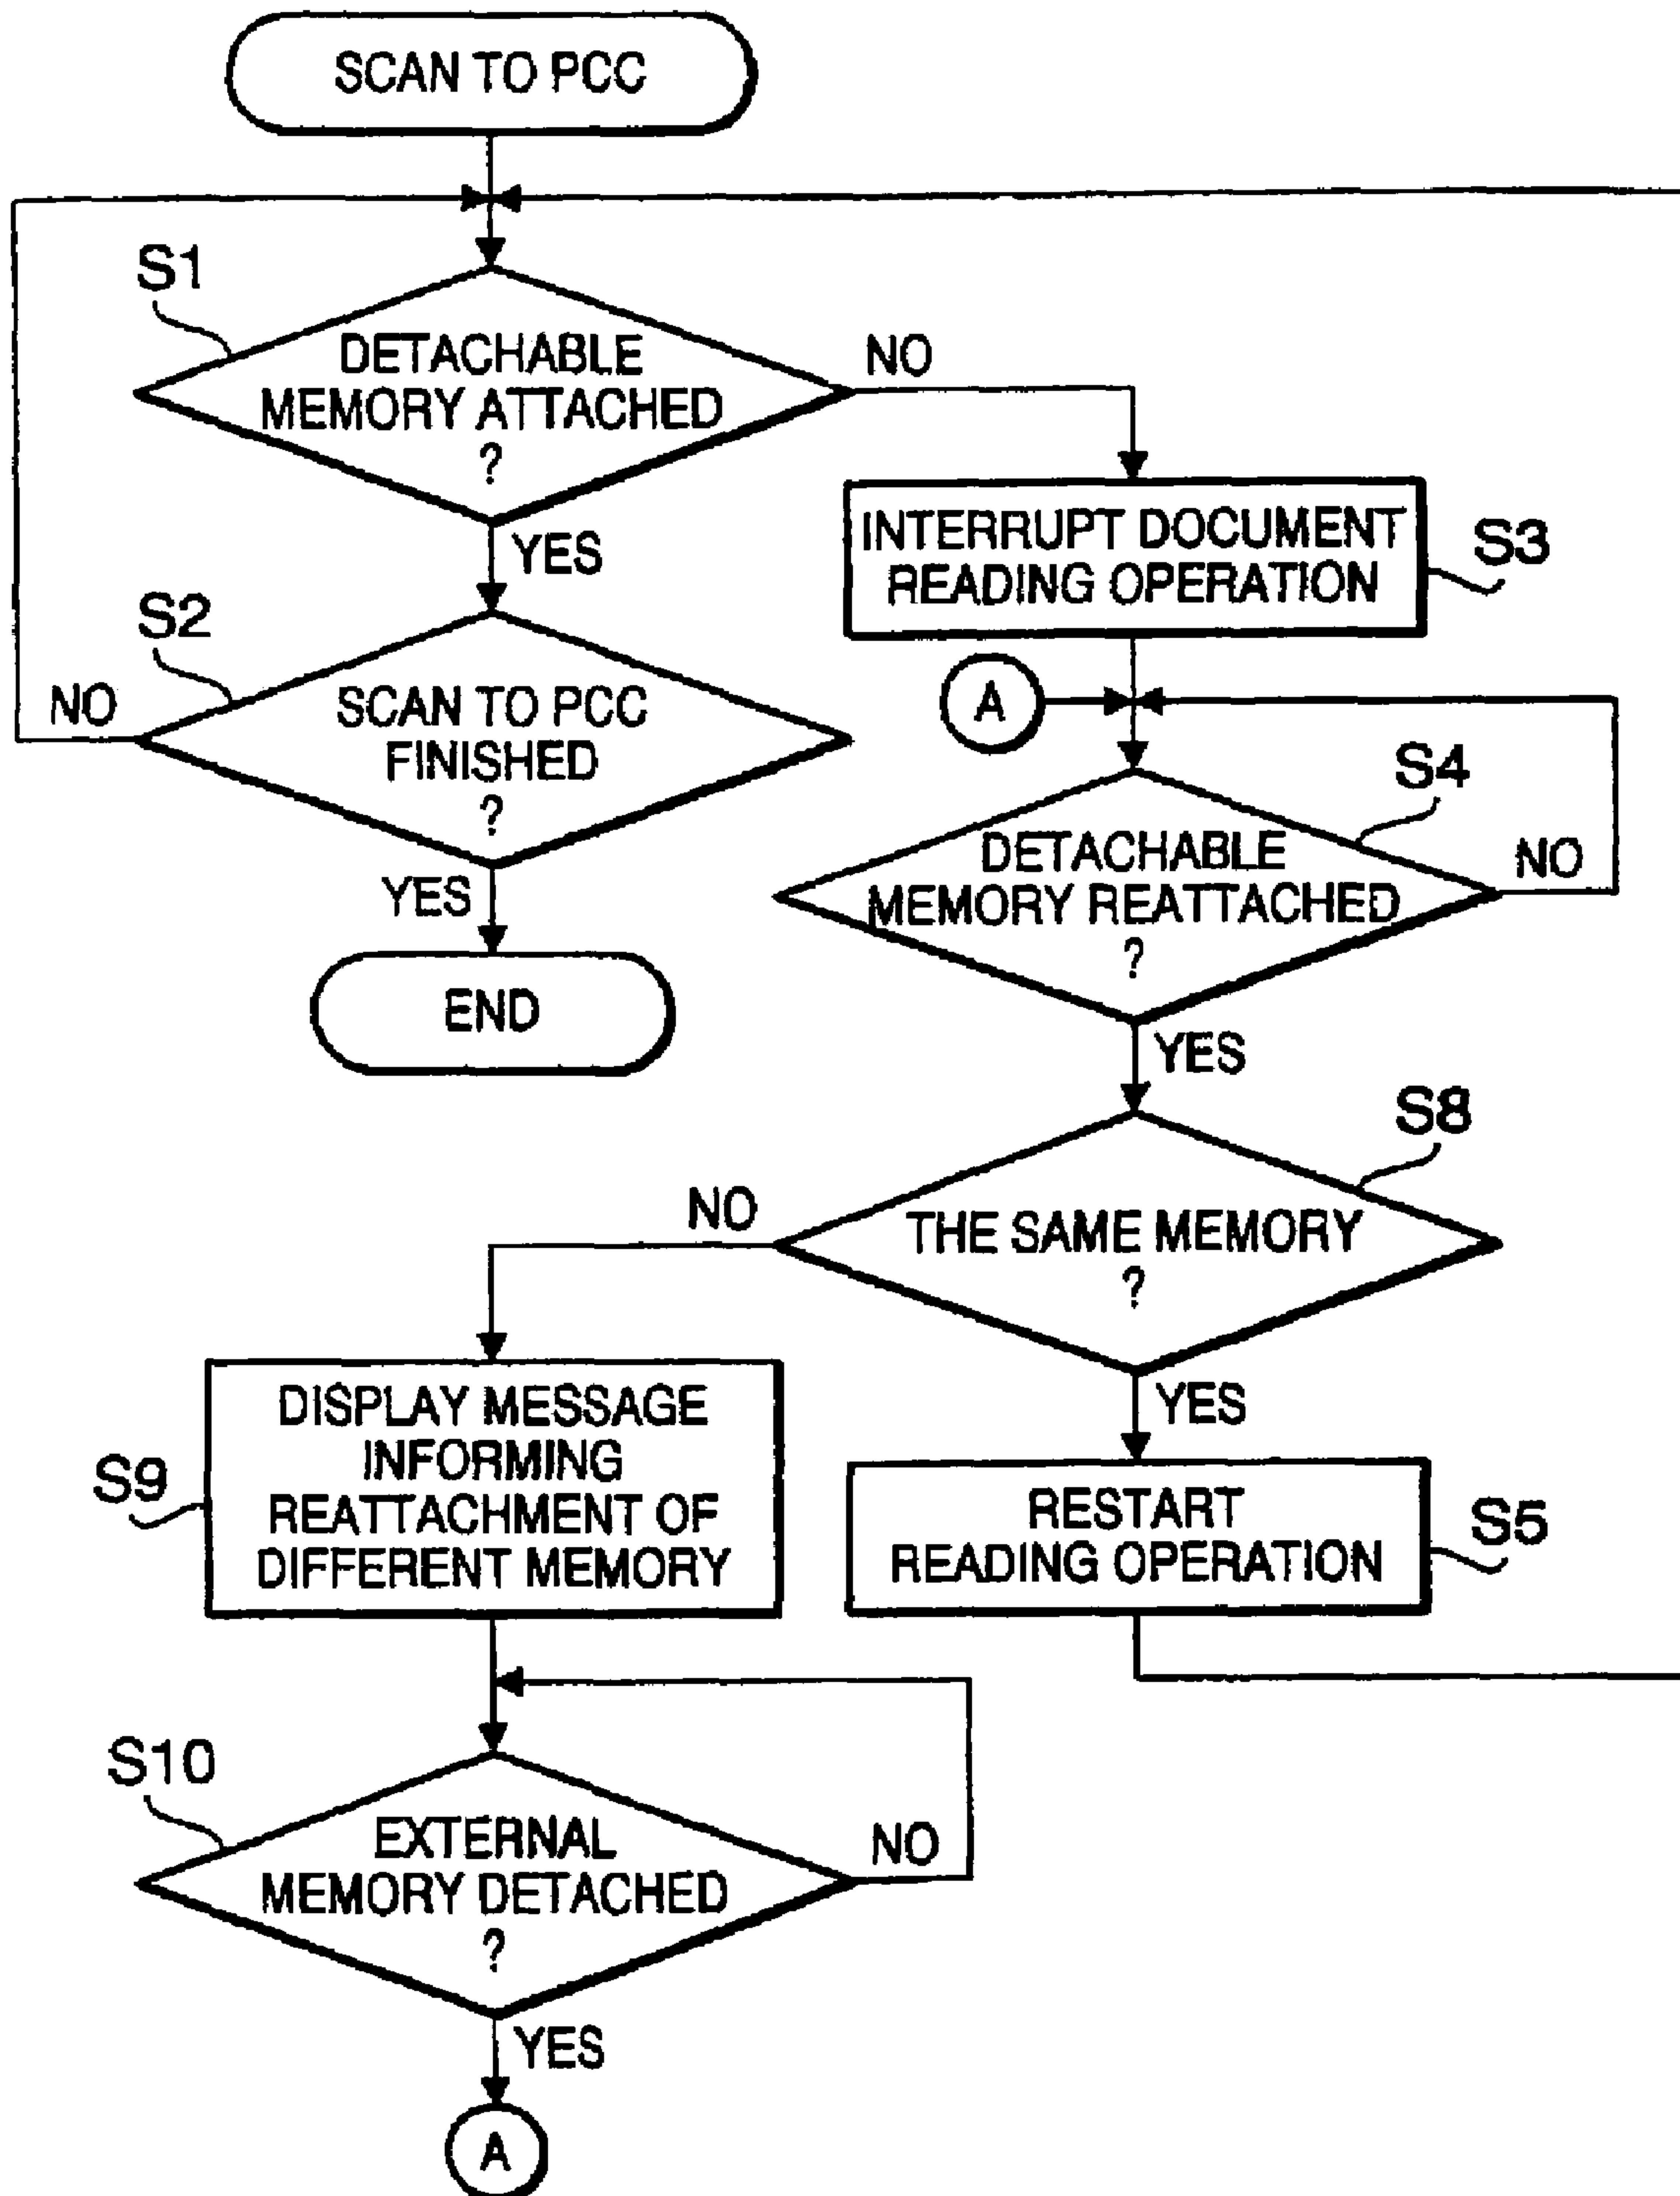 SCAN TO PCC
S1
DETACHABLE
MEMORY ATTACHED
?
NO
YES
INTERRUPT DOCUMENT
READING OPERATION
S3
S2
SCAN TO PCC
FINISHED
?
NO
YES
END
A
S4
DETACHABLE
MEMORY REATTACHED
?
NO
YES
S8
THE SAME MEMORY
?
NO
YES
S9
DISPLAY MESSAGE
INFORMING
REATTACHMENT OF
DIFFERENT MEMORY
RESTART
READING OPERATION
S5
S10
EXTERNAL
MEMORY DETACHED
?
NO
YES
A